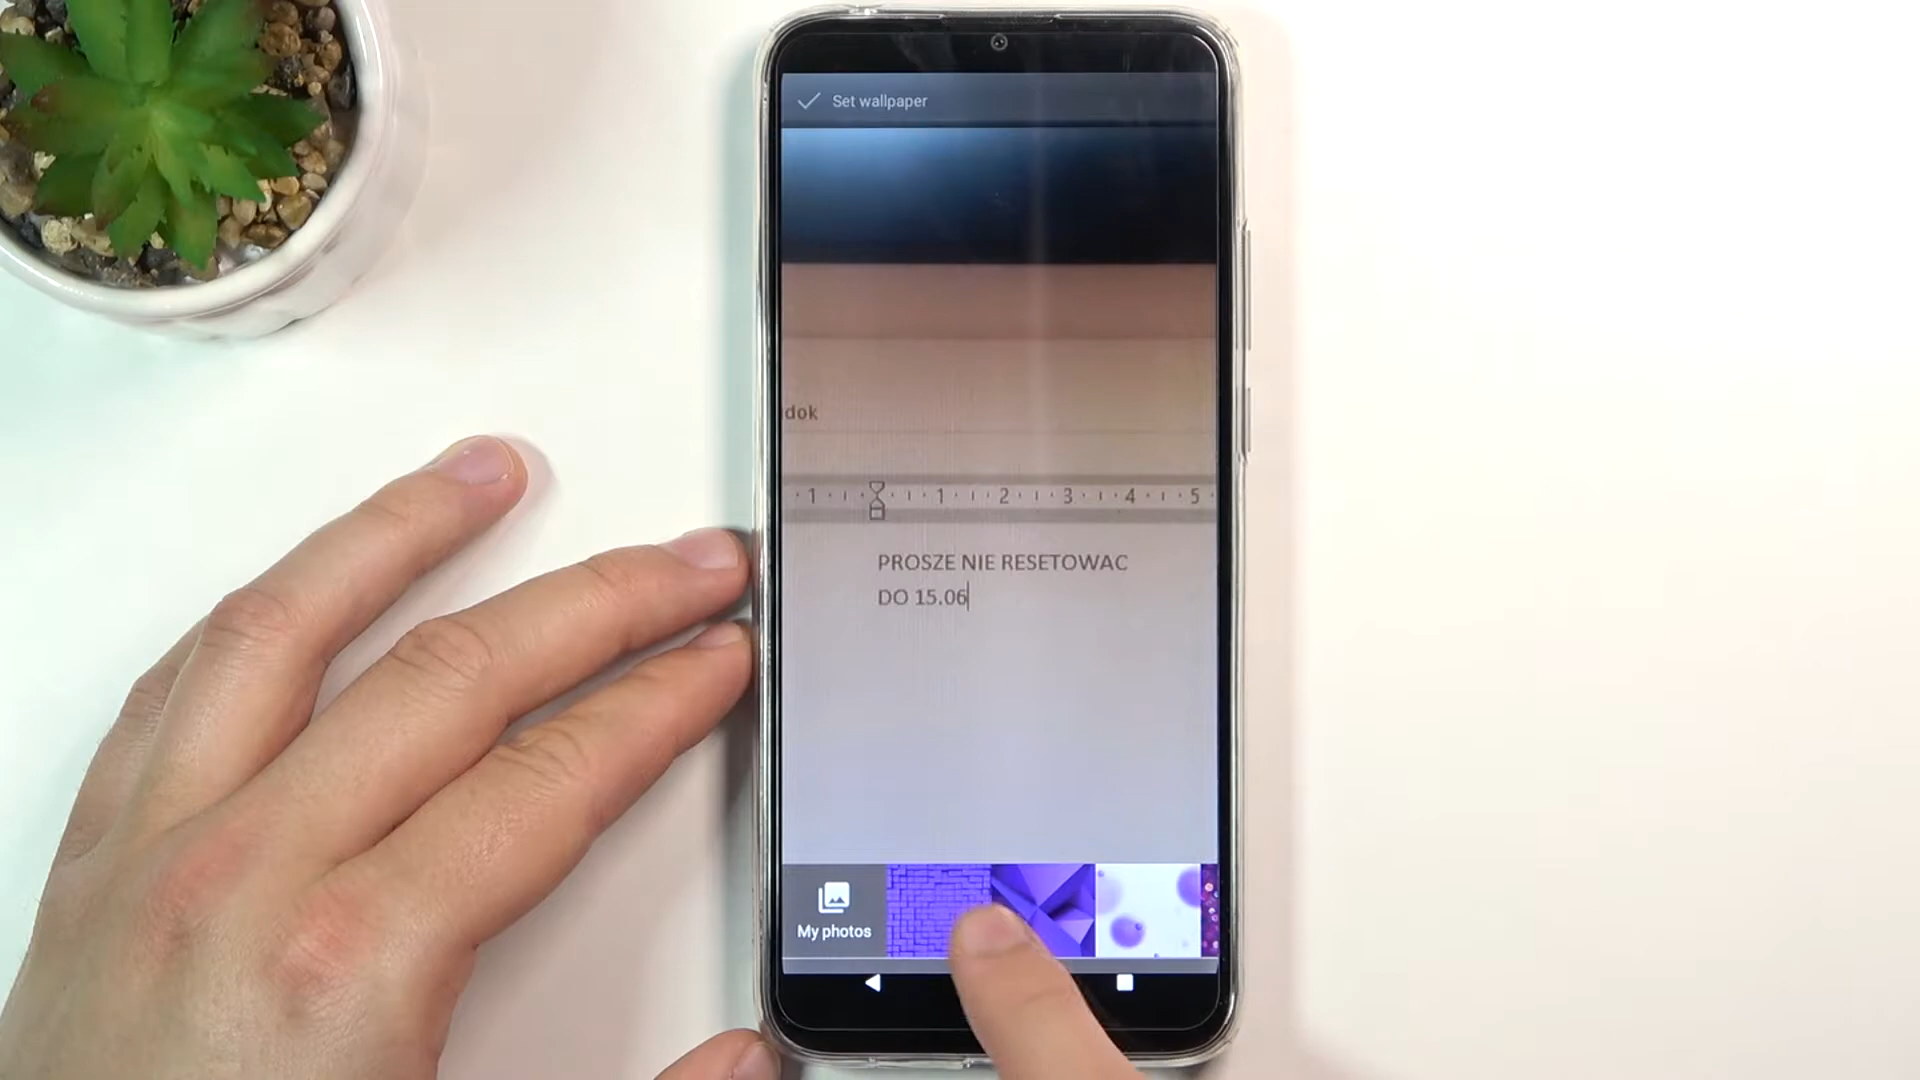 Set wallpaper
dok
1 1 2 3 4 5
PROSZE NIE RESETOWAC
DO 15.06
My photos